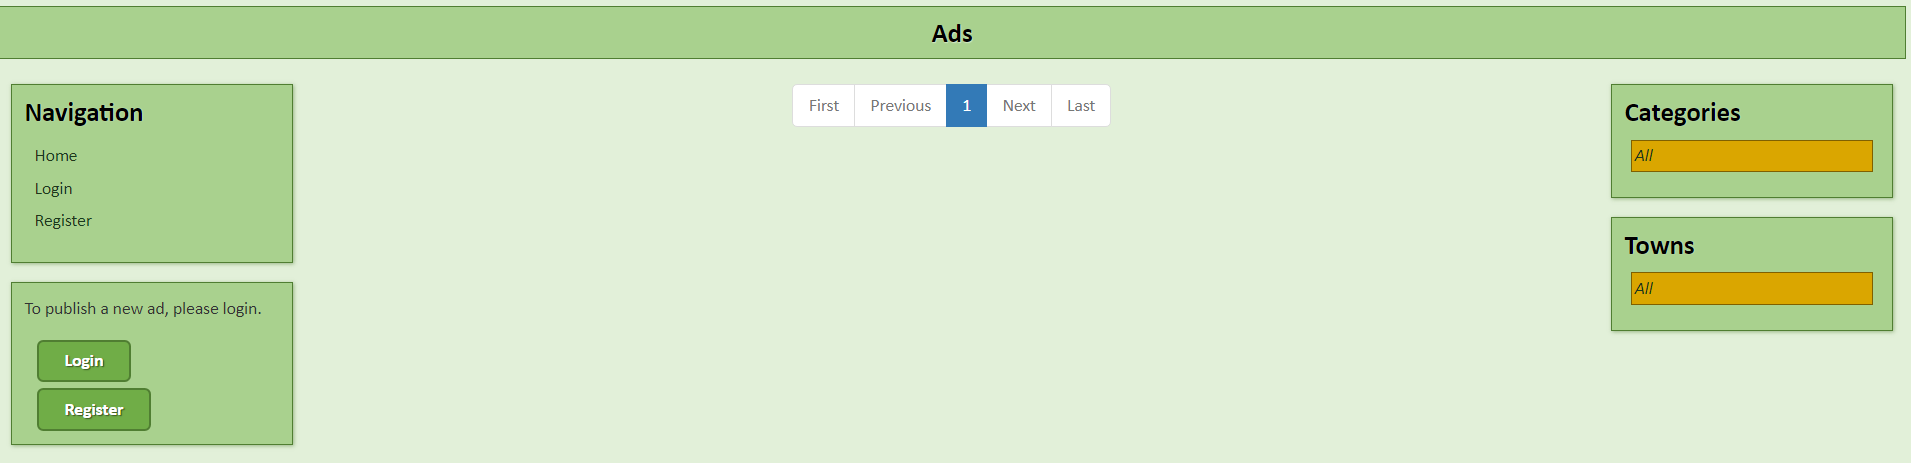 Ads
Navigation
Home
Login
Register
To publish a new ad, please login.
Login
Register
First Previous 1 Next Last
Categories
All
Towns
All